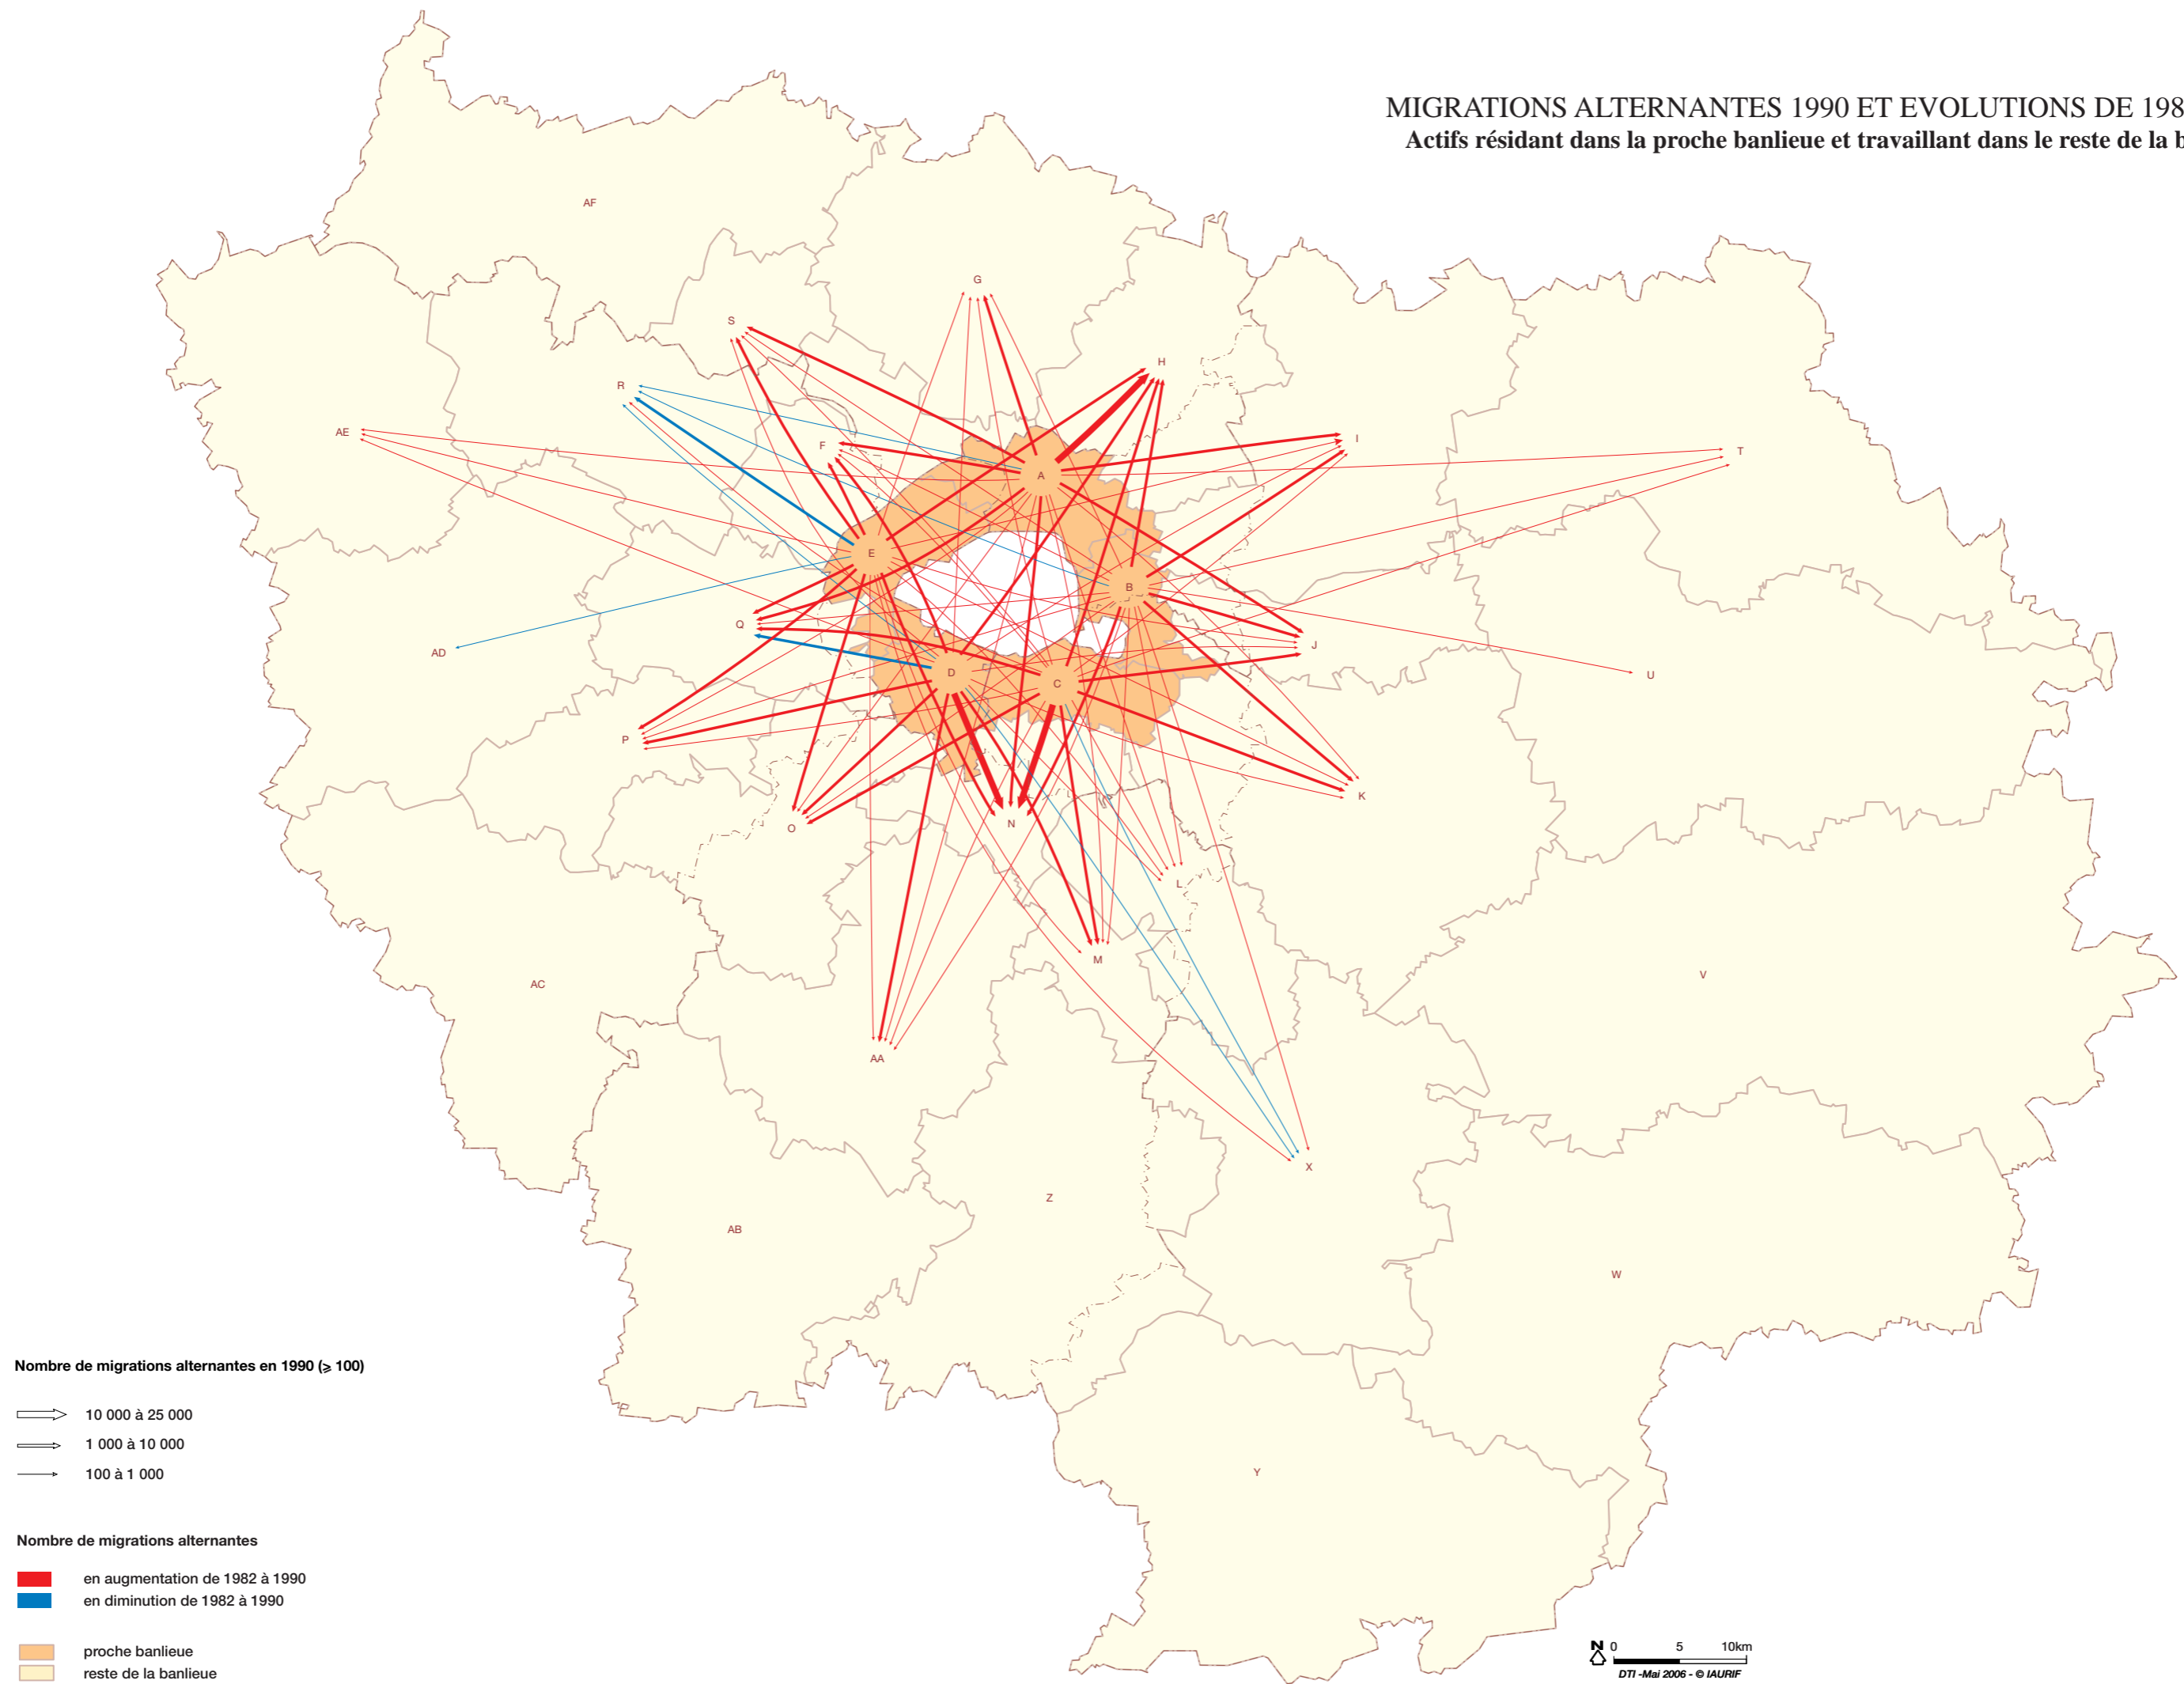 MIGRATIONS ALTERNANTES 1990 ET EVOLUTIONS DE 198
Actifs résidant dans la proche banlieue et travaillant dans le reste de la b
AF
G
S
H
R
AE
F
I
T
A
E
B
Q
J
AD
D
C
U
P
K
O
N
L
M
V
AC
AA
X
Z
AB
W
Y
Nombre de migrations alternantes en 1990 (⩾ 100)
10 000 à 25 000
1 000 à 10 000
100 à 1 000
Nombre de migrations alternantes
en augmentation de 1982 à 1990
en diminution de 1982 à 1990
proche banlieue
reste de la banlieue
N 0 5 10km
DTI -Mai 2006 - © IAURIF